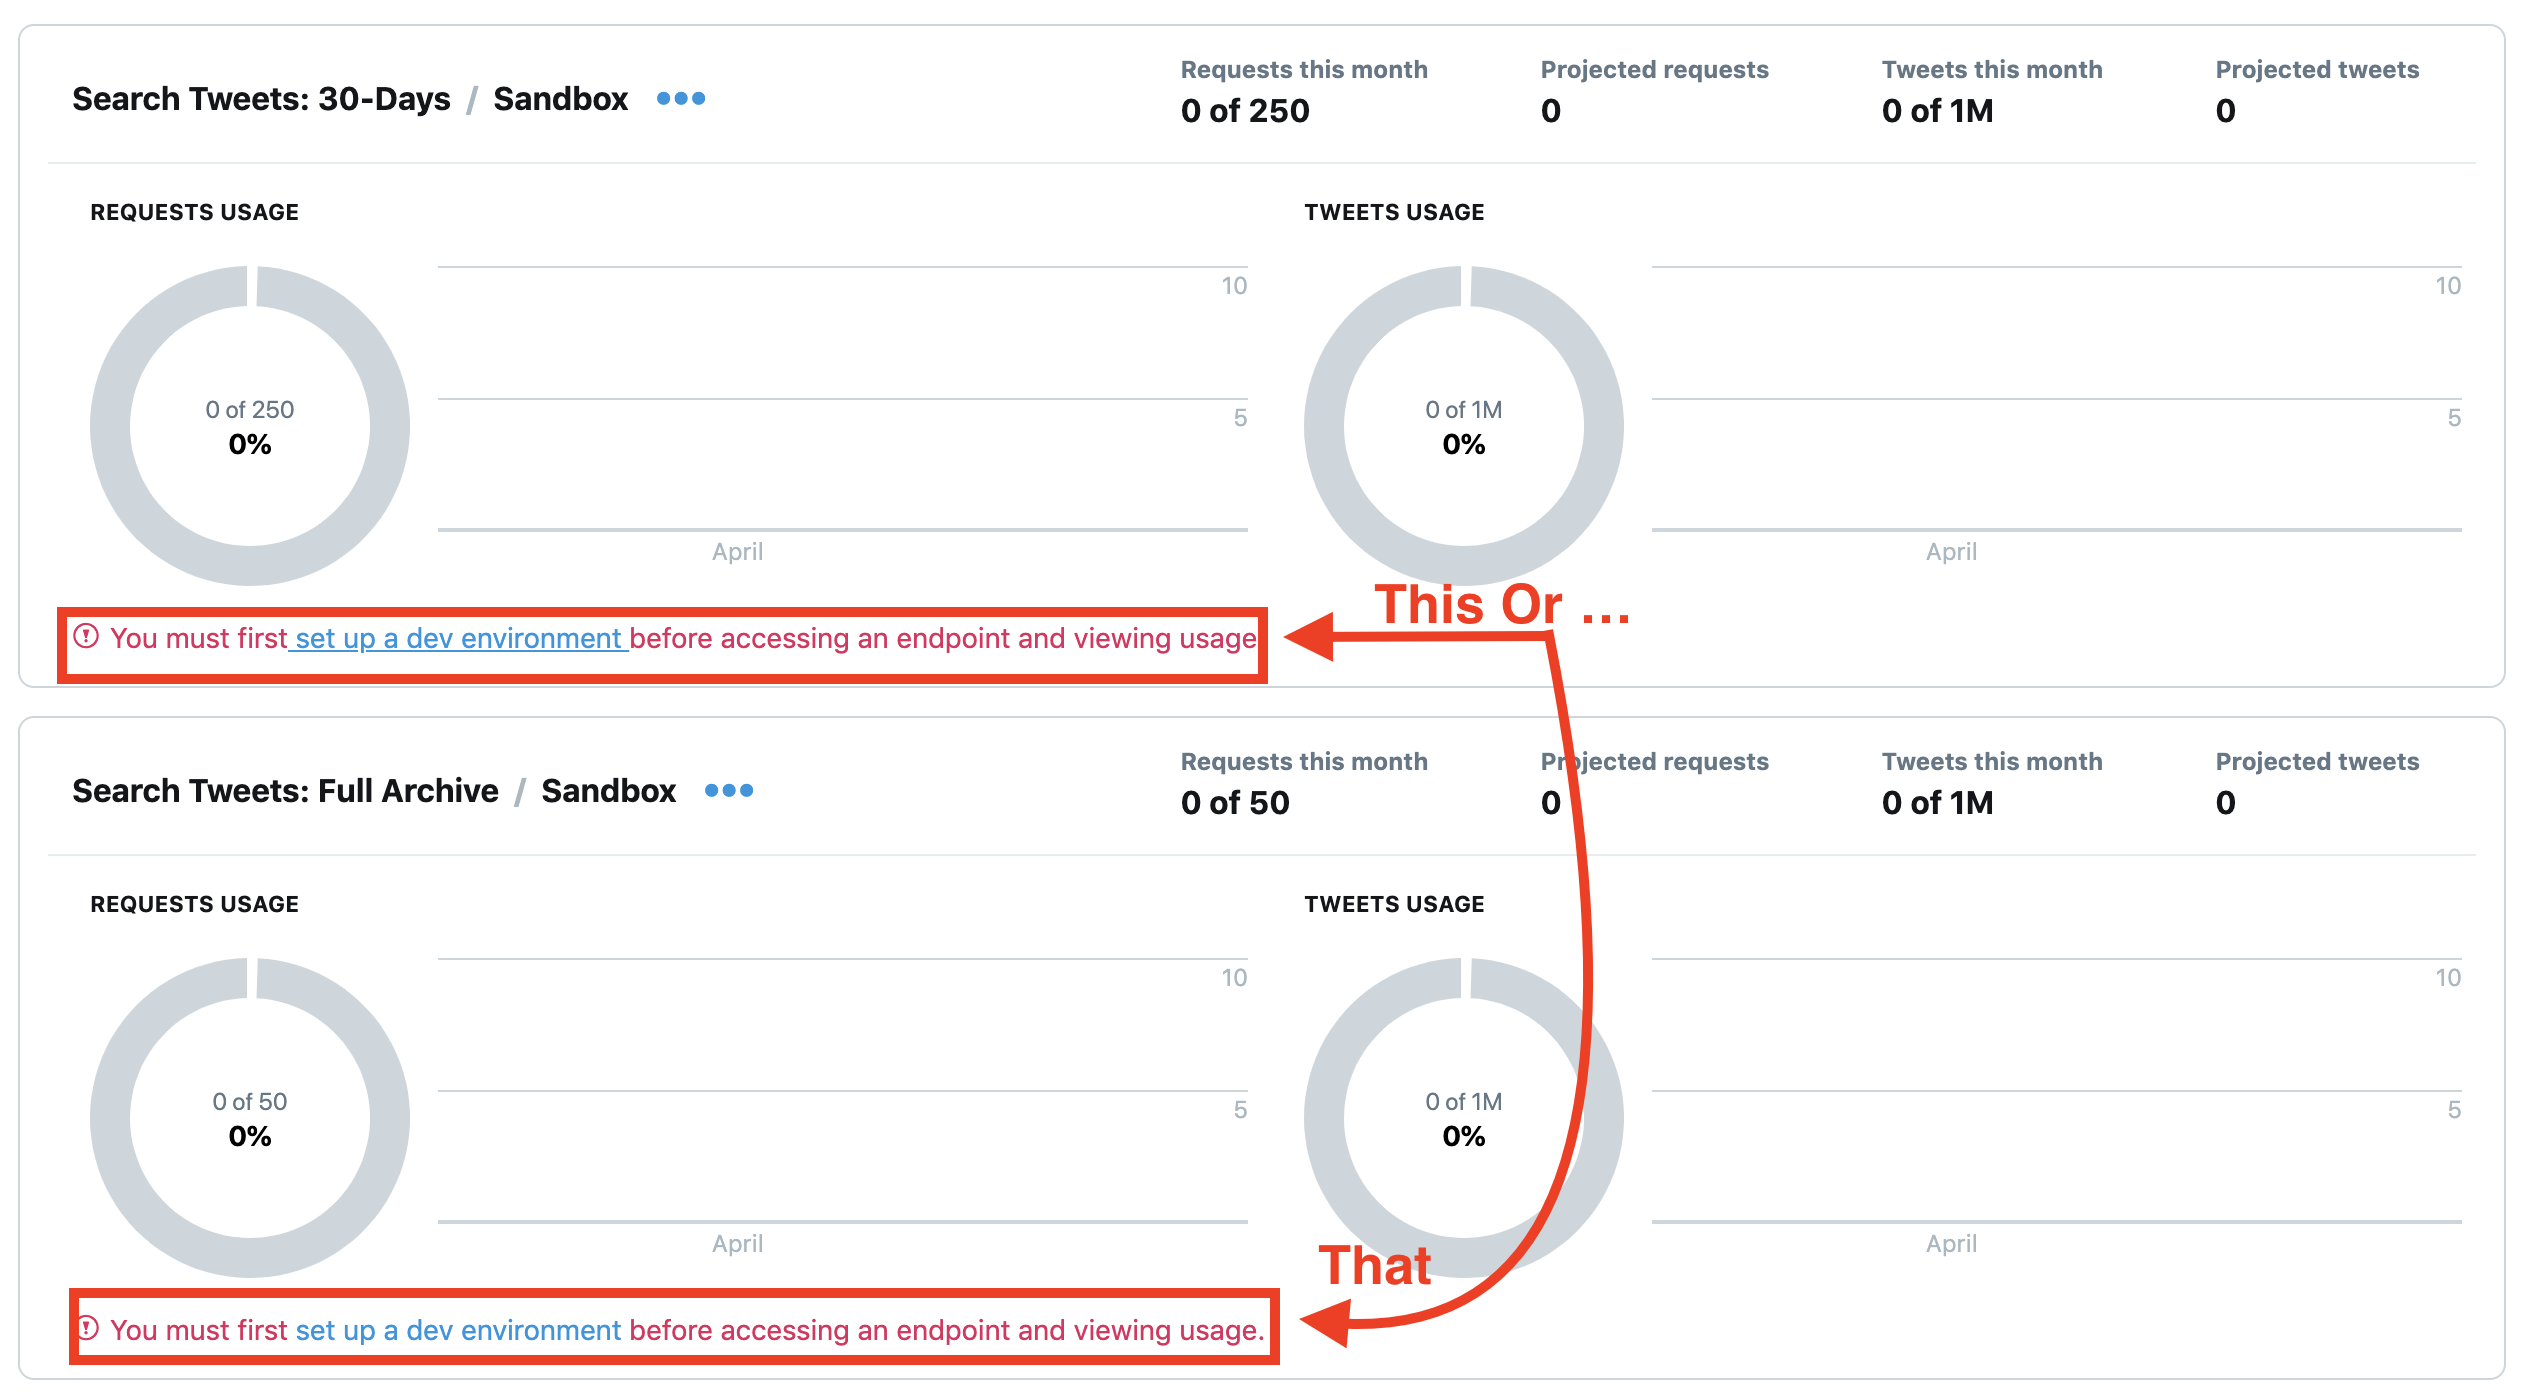 Search Tweets: 30-Days / Sandbox •••
Requests this month
0 of 250
Projected requests
0
Tweets this month
0 of 1M
Projected tweets
0
REQUESTS USAGE
10
5
0 of 250
0%
April
TWEETS USAGE
10
5
0 of 1M
0%
April
This Or ...
You must first set up a dev environment before accessing an endpoint and viewing usage
Search Tweets: Full Archive / Sandbox •••
Requests this month
0 of 50
Projected requests
0
Tweets this month
0 of 1M
Projected tweets
0
REQUESTS USAGE
10
5
0 of 50
0%
April
TWEETS USAGE
10
5
0 of 1M
0%
April
That
You must first set up a dev environment before accessing an endpoint and viewing usage.